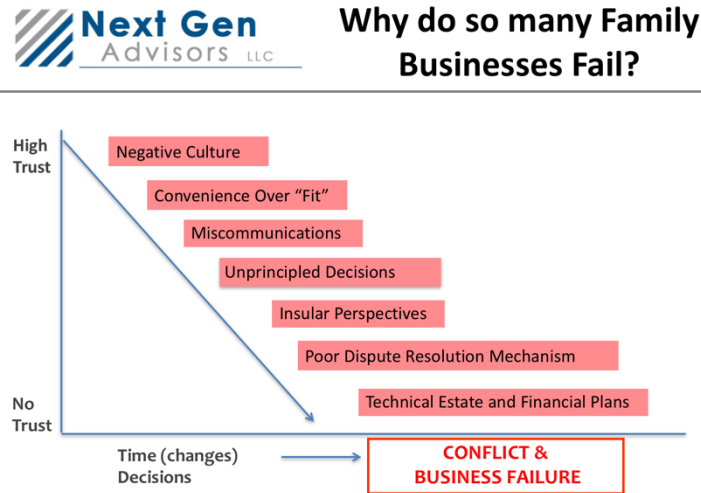 Next Gen
Advisors LLC
Why do so many Family
Businesses Fail?
High
Trust
Negative Culture
Convenience Over “Fit”
Miscommunications
Unprincipled Decisions
Insular Perspectives
Poor Dispute Resolution Mechanism
Technical Estate and Financial Plans
No
Trust
Time (changes)
Decisions
CONFLICT &
BUSINESS FAILURE